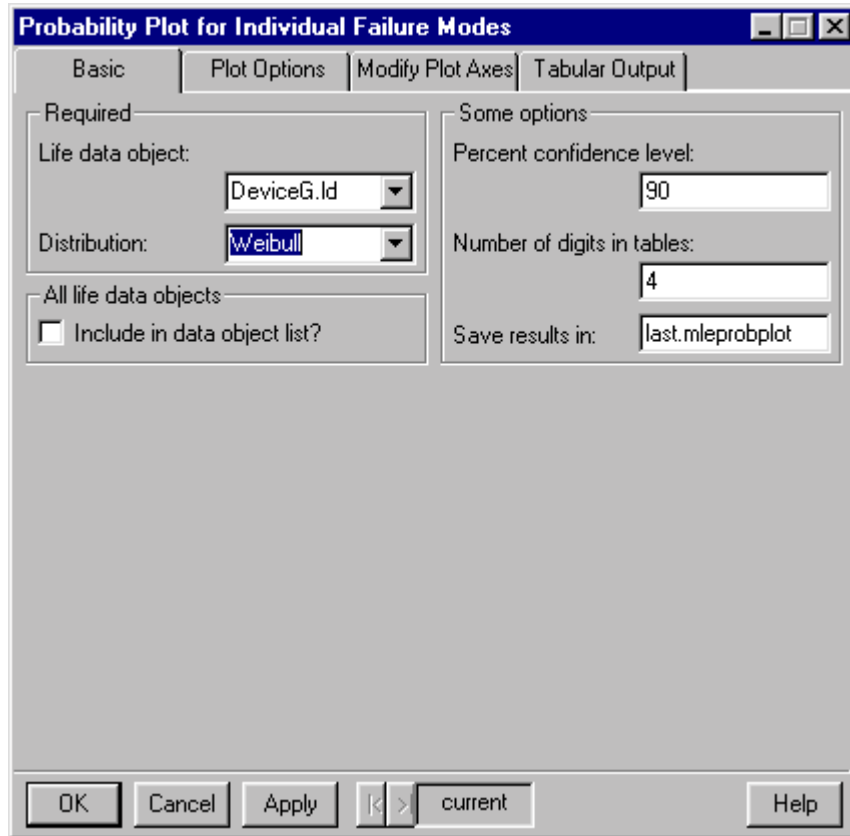 Probability Plot for Individual Failure Modes
Basic Plot Options Modify Plot Axes Tabular Output
Required
Life data object:
DeviceG.ld
Distribution: Weibull
All life data objects
Include in data object list?
Some options
Percent confidence level:
90
Number of digits in tables:
4
Save results in: last.mleprobplot
OK Cancel Apply |< >| current Help